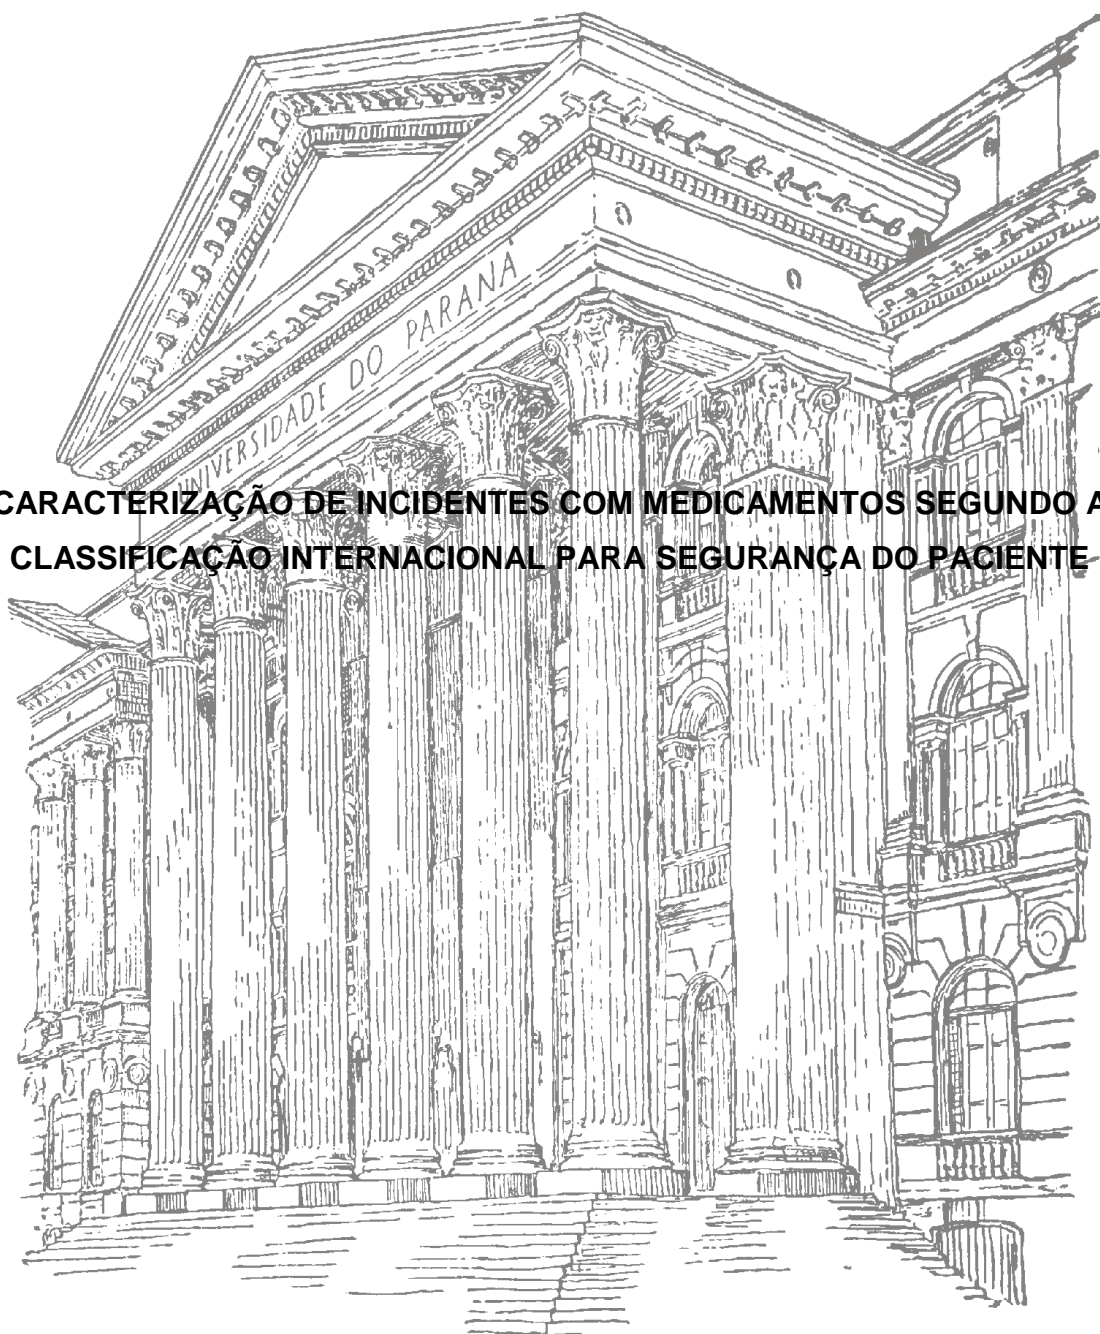 UNIVERSIDADE DO PARANÁ
CARACTERIZAÇÃO DE INCIDENTES COM MEDICAMENTOS SEGUNDO A
CLASSIFICAÇÃO INTERNACIONAL PARA SEGURANÇA DO PACIENTE